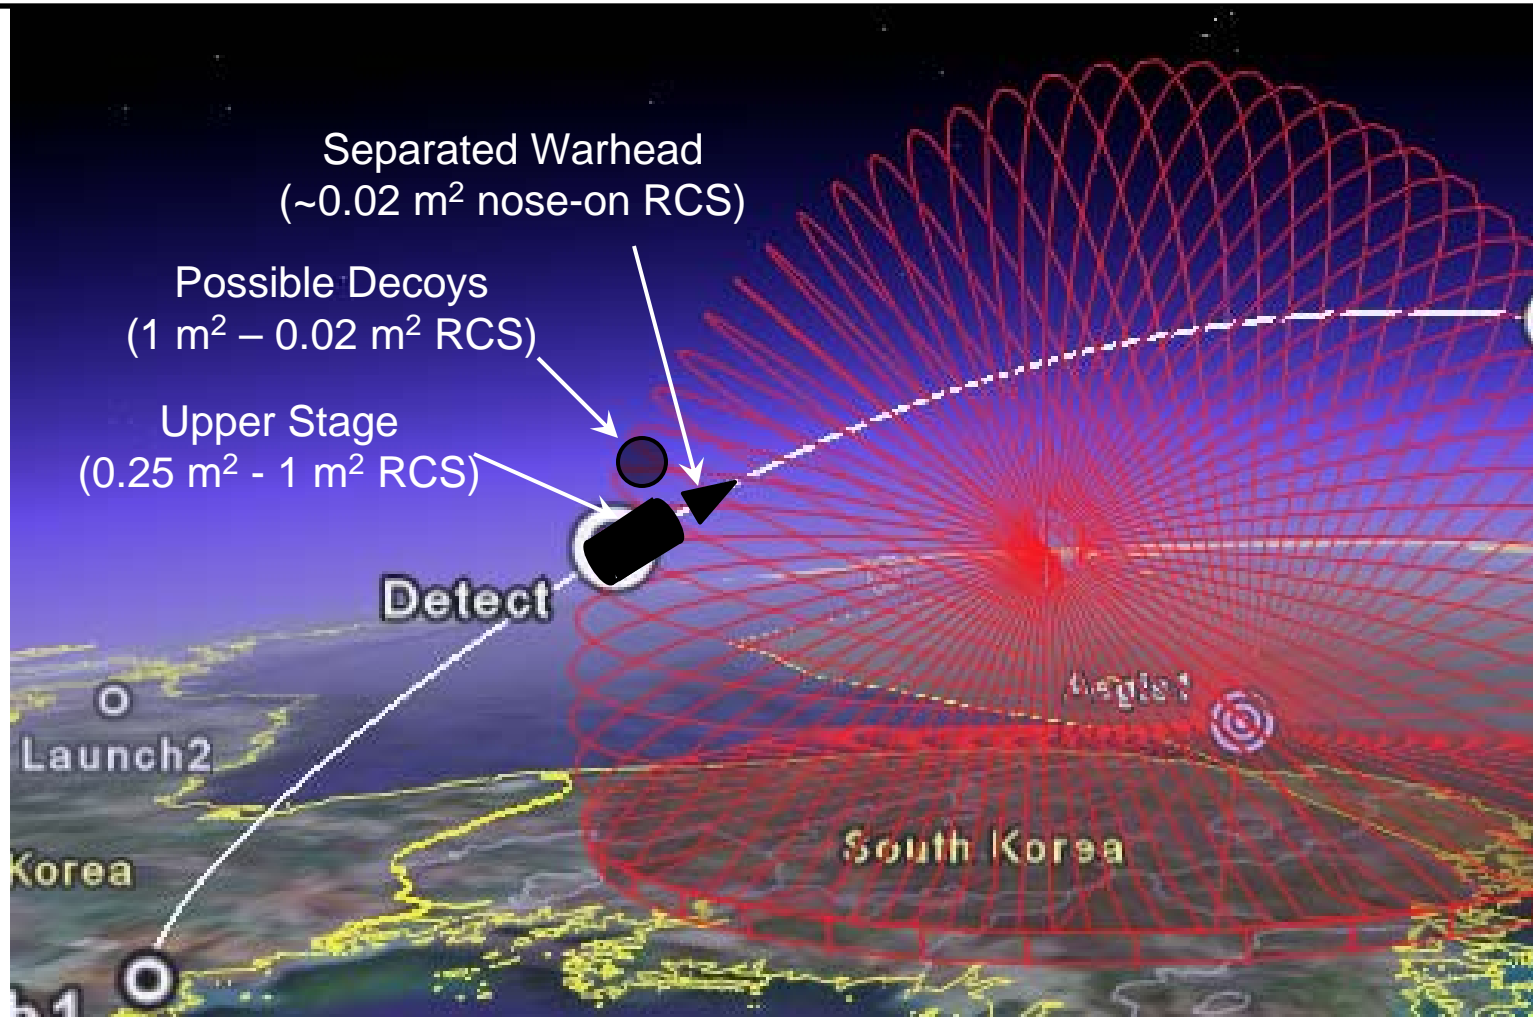 Separated Warhead
(~0.02 m² nose-on RCS)
Possible Decoys
(1 m² – 0.02 m² RCS)
Upper Stage
(0.25 m² - 1 m² RCS)
Detect
Launch2
Korea
South Korea